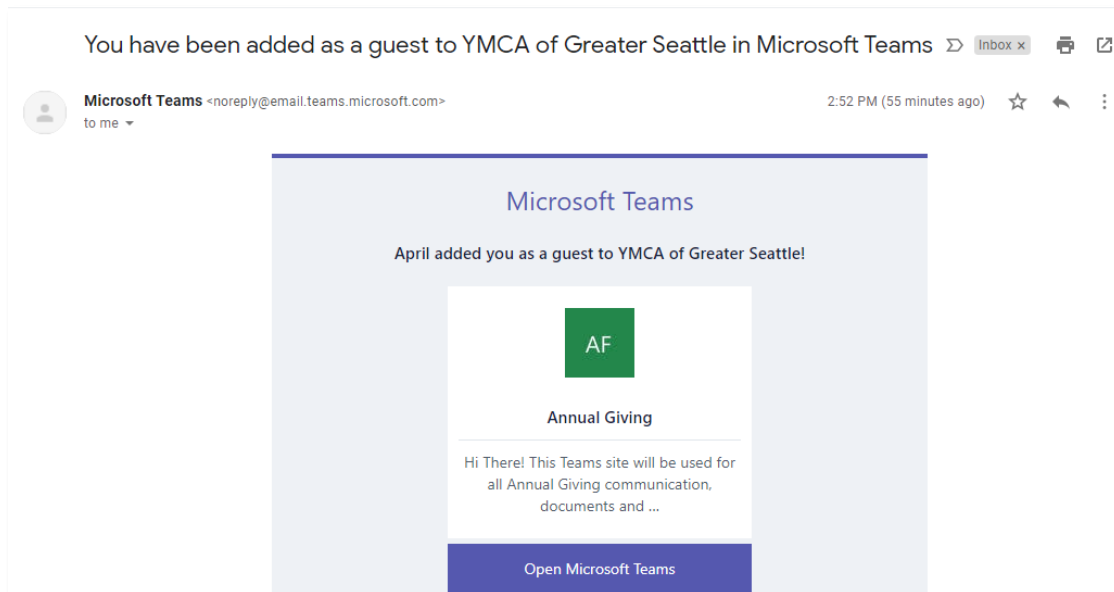 You have been added as a guest to YMCA of Greater Seattle in Microsoft Teams Inbox x
Microsoft Teams <noreply@email.teams.microsoft.com> 2:52 PM (55 minutes ago)
to me
Microsoft Teams
April added you as a guest to YMCA of Greater Seattle!
AF
Annual Giving
Hi There! This Teams site will be used for
all Annual Giving communication,
documents and ...
Open Microsoft Teams